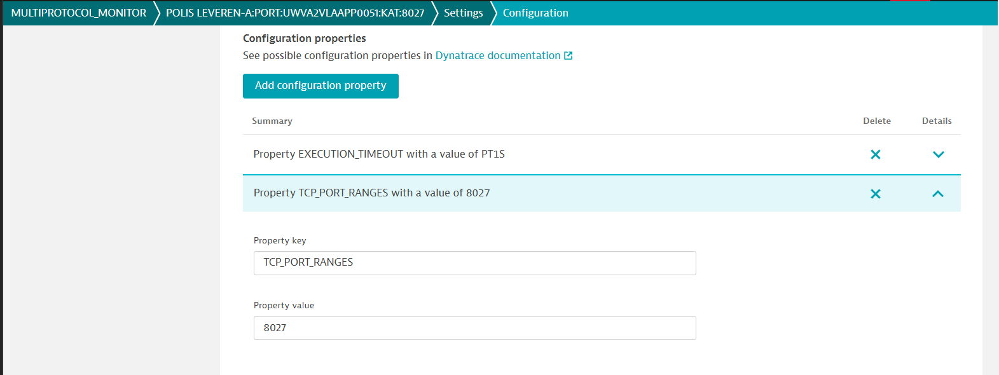 MULTIPROTOCOL_MONITOR POLIS LEVEREN-A:PORT:UWVA2VLAAPP0051:KAT:8027 Settings Configuration
Configuration properties
See possible configuration properties in Dynatrace documentation
Add configuration property
Summary Delete Details
Property EXECUTION_TIMEOUT with a value of PT1S
Property TCP_PORT_RANGES with a value of 8027
Property key
TCP_PORT_RANGES
Property value
8027